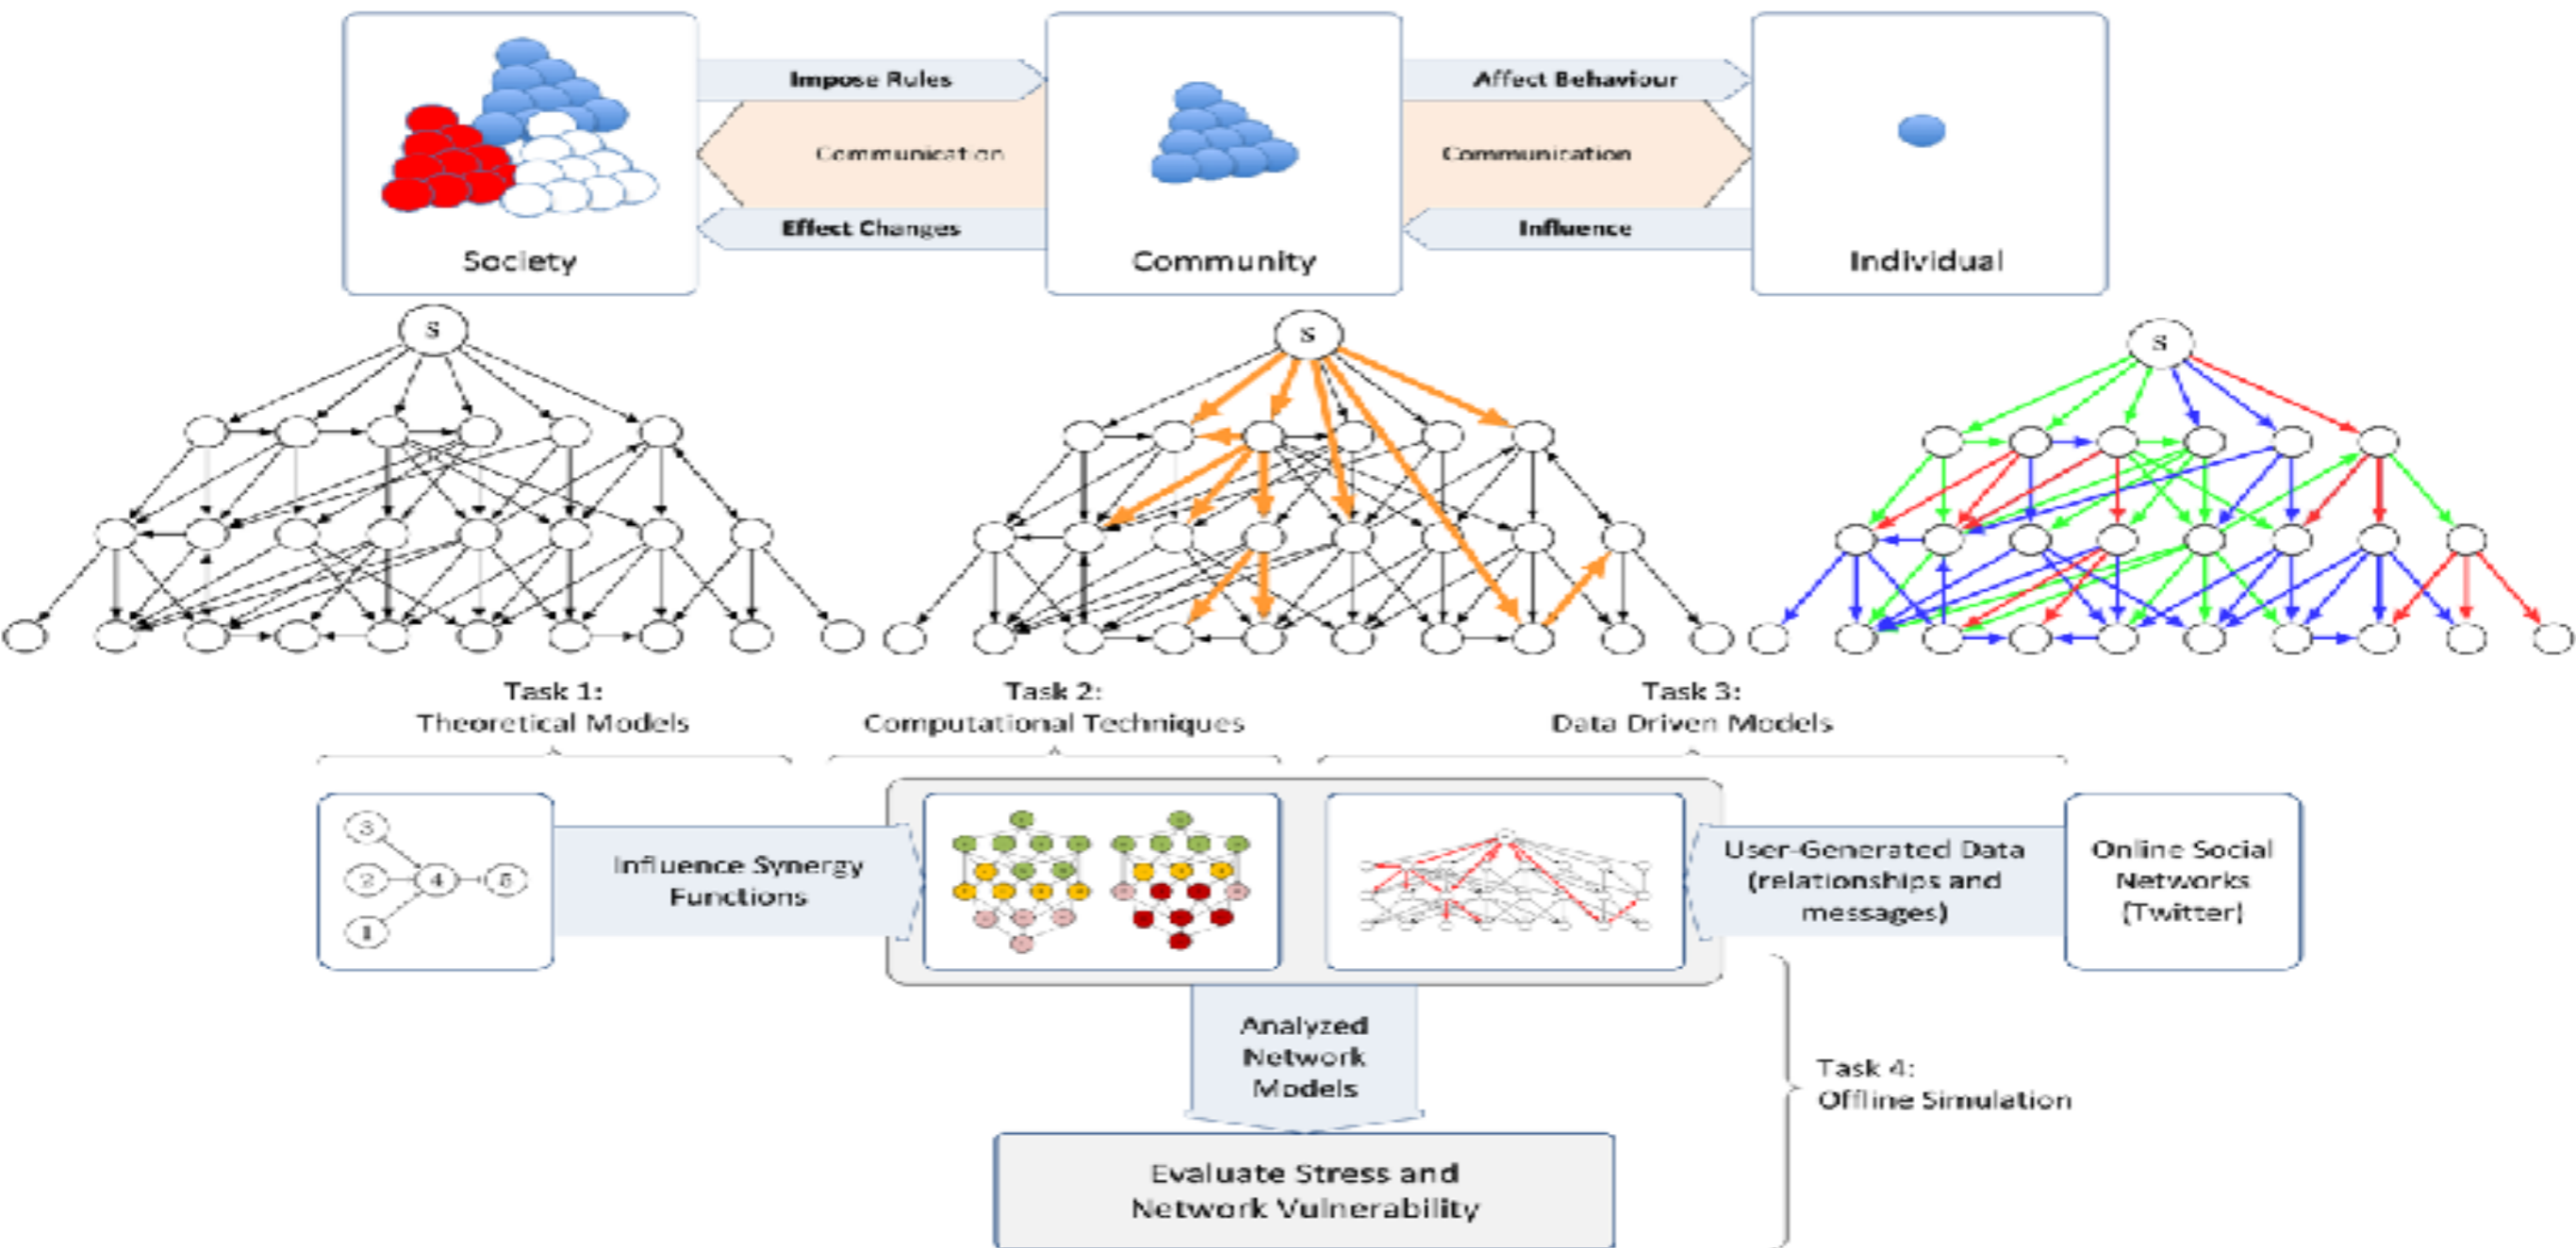 Impose Rules
Affect Behaviour
Communication
Communication
Effect Changes
Influence
Society
Community
Individual
S
S
S
Task 1:
Theoretical Models
Task 2:
Computational Techniques
Task 3:
Data Driven Models
3
2
4
5
1
Influence Synergy
Functions
User-Generated Data
(relationships and
messages)
Online Social
Networks
(Twitter)
Analyzed
Network
Models
Task 4:
Offline Simulation
Evaluate Stress and
Network Vulnerability